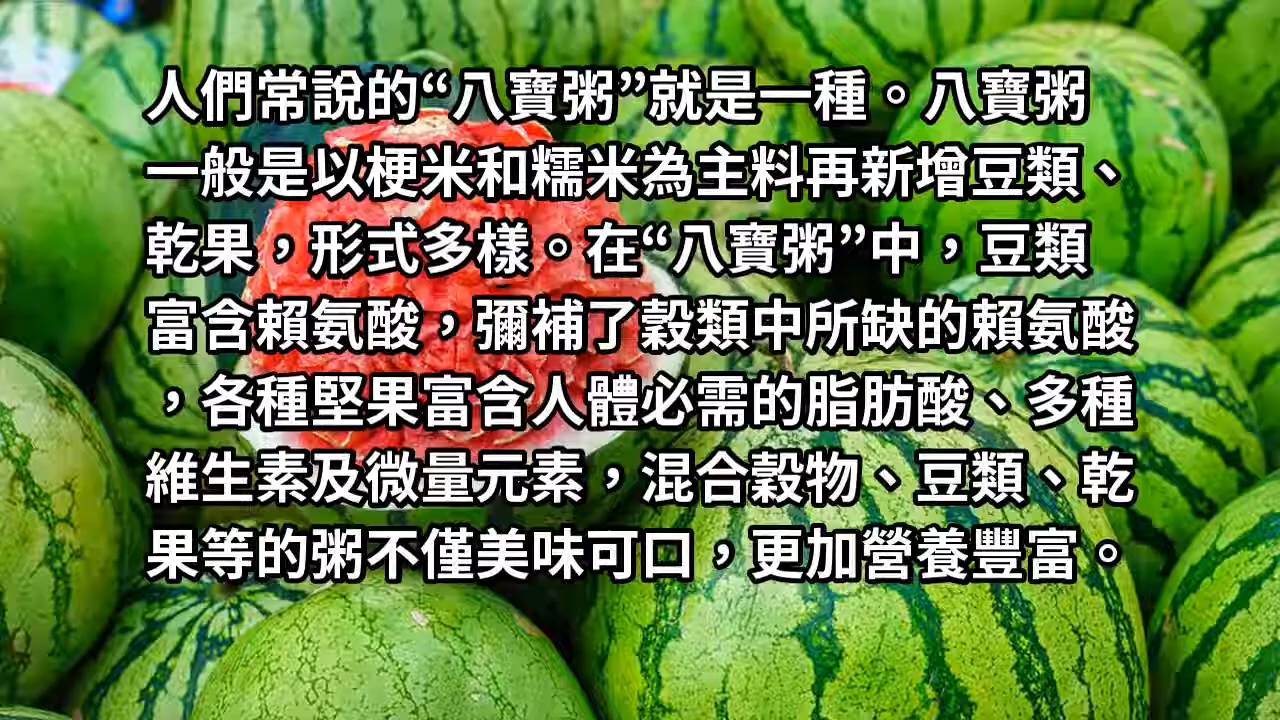 人們常說的“八寶粥”就是一種。八寶粥
一般是以梗米和糯米為主料再新增豆類、
乾果，形式多樣。在“八寶粥”中，豆類
富含賴氨酸，彌補了穀類中所缺的賴氨酸
，各種堅果富含人體必需的脂肪酸、多種
維生素及微量元素，混合穀物、豆類、乾
果等的粥不僅美味可口，更加營養豐富。